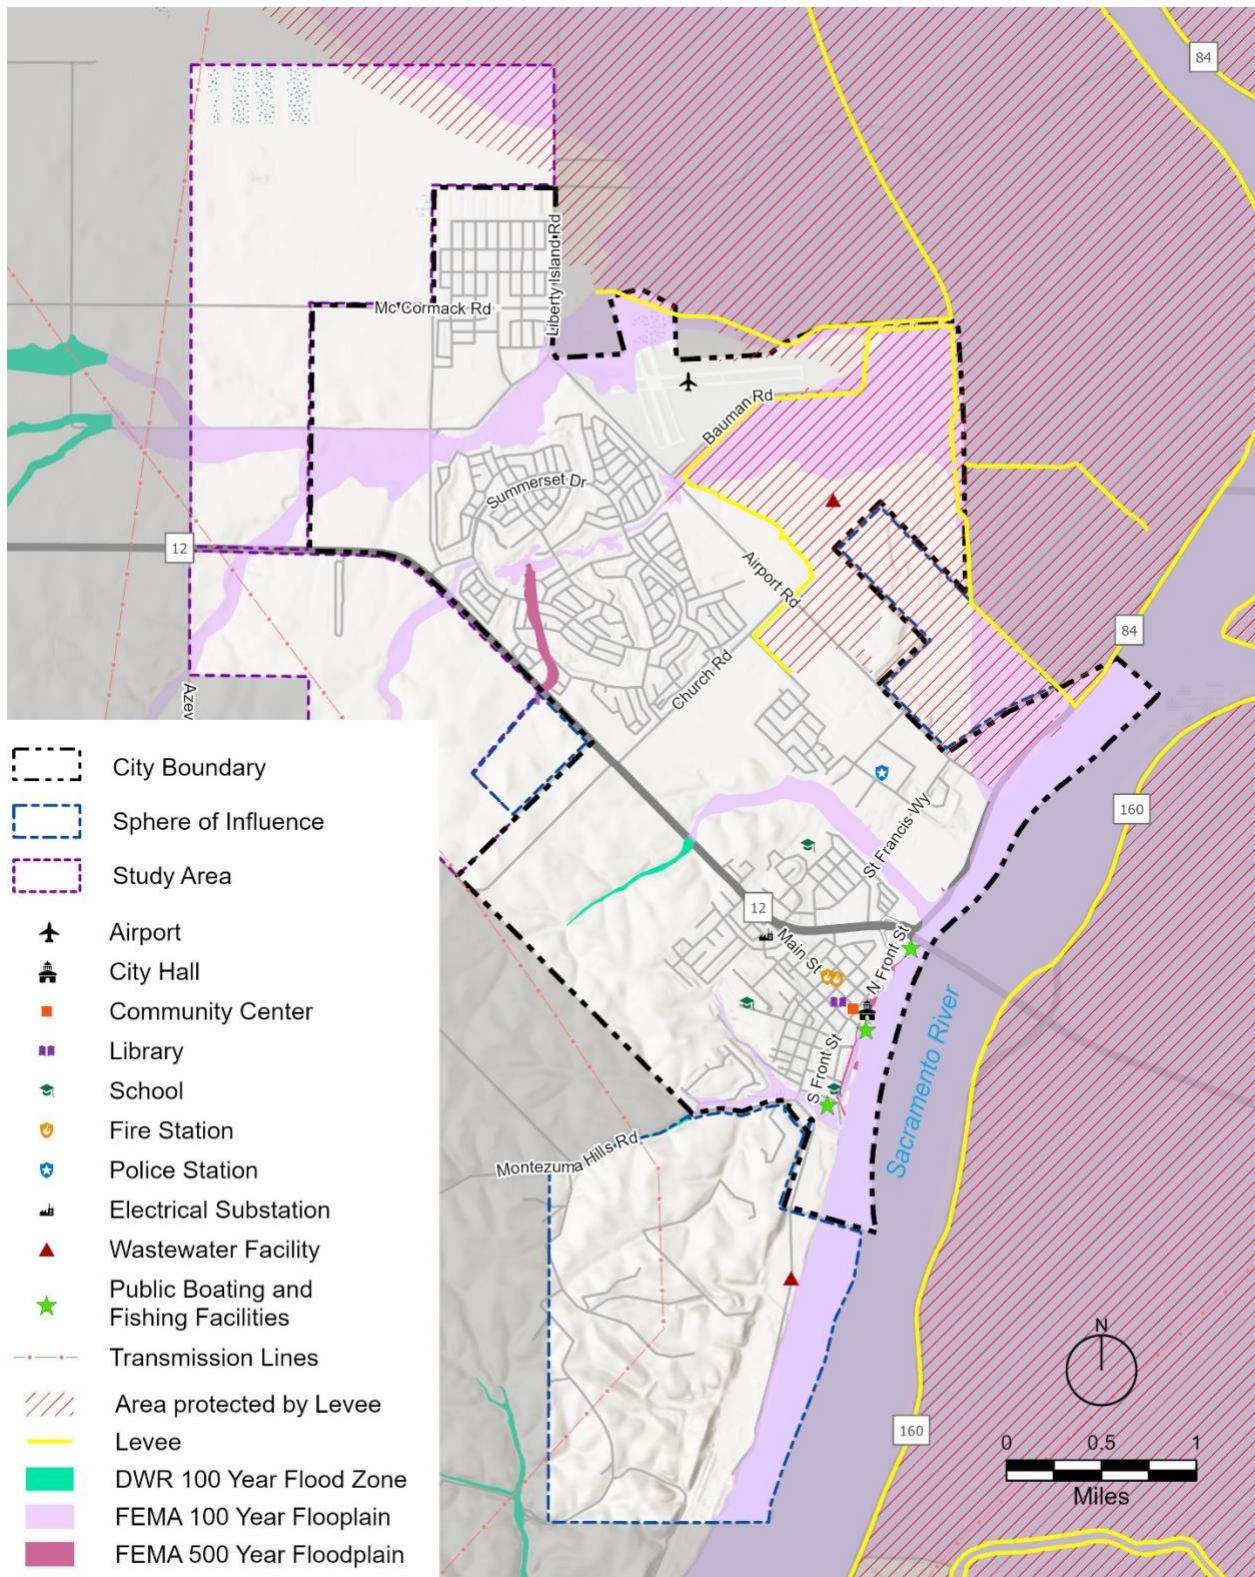 84
Liberty Island Rd
Mc Cormack Rd
Bauman Rd
Summerset Dr
12
Airport Rd
84
Church Rd
Azev
160
St Francis Wy
12
Main St
N Front St
S Front St
Sacramento River
Montezuma Hills Rd
City Boundary
Sphere of Influence
Study Area
Airport
City Hall
Community Center
Library
School
Fire Station
Police Station
Electrical Substation
Wastewater Facility
Public Boating and
Fishing Facilities
Transmission Lines
Area protected by Levee
Levee
DWR 100 Year Flood Zone
FEMA 100 Year Flooplain
FEMA 500 Year Floodplain
N
160
0 0.5 1
Miles